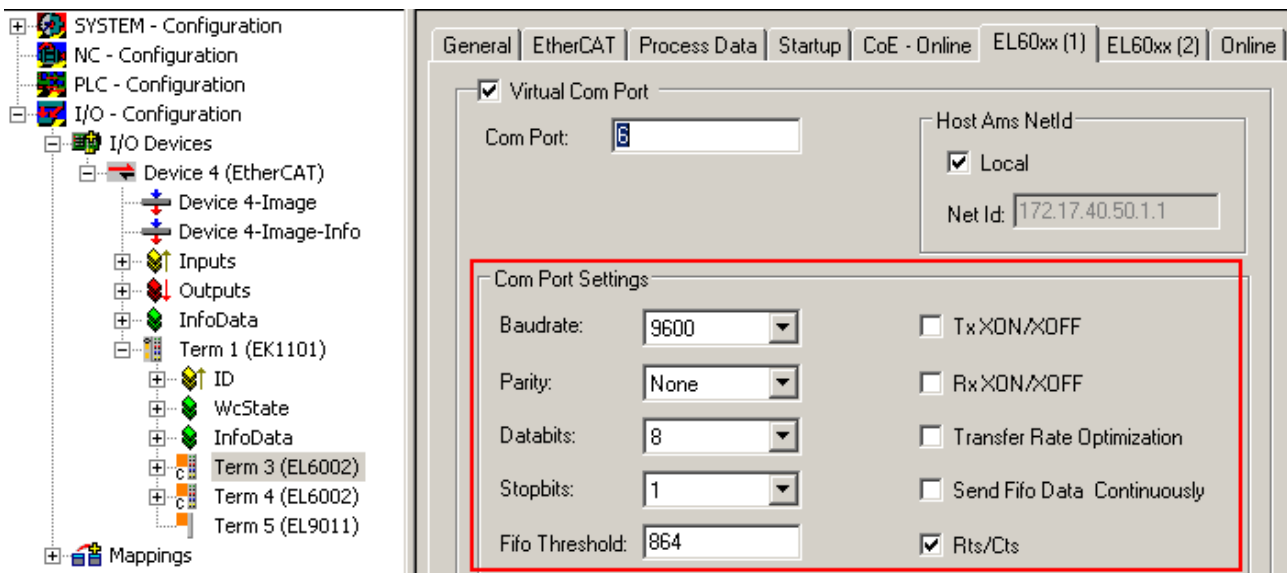 SYSTEM - Configuration
NC - Configuration
PLC - Configuration
I/O - Configuration
I/O Devices
Device 4 (EtherCAT)
Device 4-Image
Device 4-Image-Info
Inputs
Outputs
InfoData
Term 1 (EK1101)
ID
WcState
InfoData
Term 3 (EL6002)
Term 4 (EL6002)
Term 5 (EL9011)
Mappings
General EtherCAT Process Data Startup CoE - Online EL60xx (1) EL60xx (2) Online
Virtual Com Port
Com Port: 6
Host Ams NetId
Local
Net Id: 172.17.40.50.1.1
Com Port Settings
Baudrate: 9600 Tx XON/XOFF
Parity: None Rx XON/XOFF
Databits: 8 Transfer Rate Optimization
Stopbits: 1 Send Fifo Data Continuously
Fifo Threshold: 864 Rts/Cts